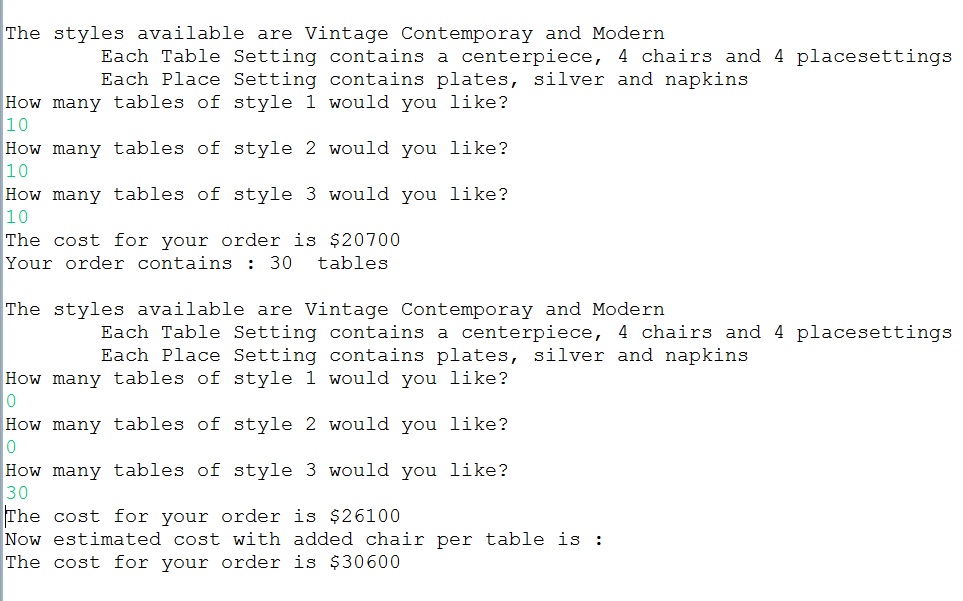 The styles available are Vintage Contemporay and Modern
Each Table Setting contains a centerpiece, 4 chairs and 4 placesettings
Each Place Setting contains plates, silver and napkins
How many tables of style 1 would you like?
10
How many tables of style 2 would you like?
10
How many tables of style 3 would you like?
10
The cost for your order is $20700
Your order contains : 30  tables
The styles available are Vintage Contemporay and Modern
Each Table Setting contains a centerpiece, 4 chairs and 4 placesettings
Each Place Setting contains plates, silver and napkins
How many tables of style 1 would you like?
0
How many tables of style 2 would you like?
0
How many tables of style 3 would you like?
30
The cost for your order is $26100
Now estimated cost with added chair per table is :
The cost for your order is $30600